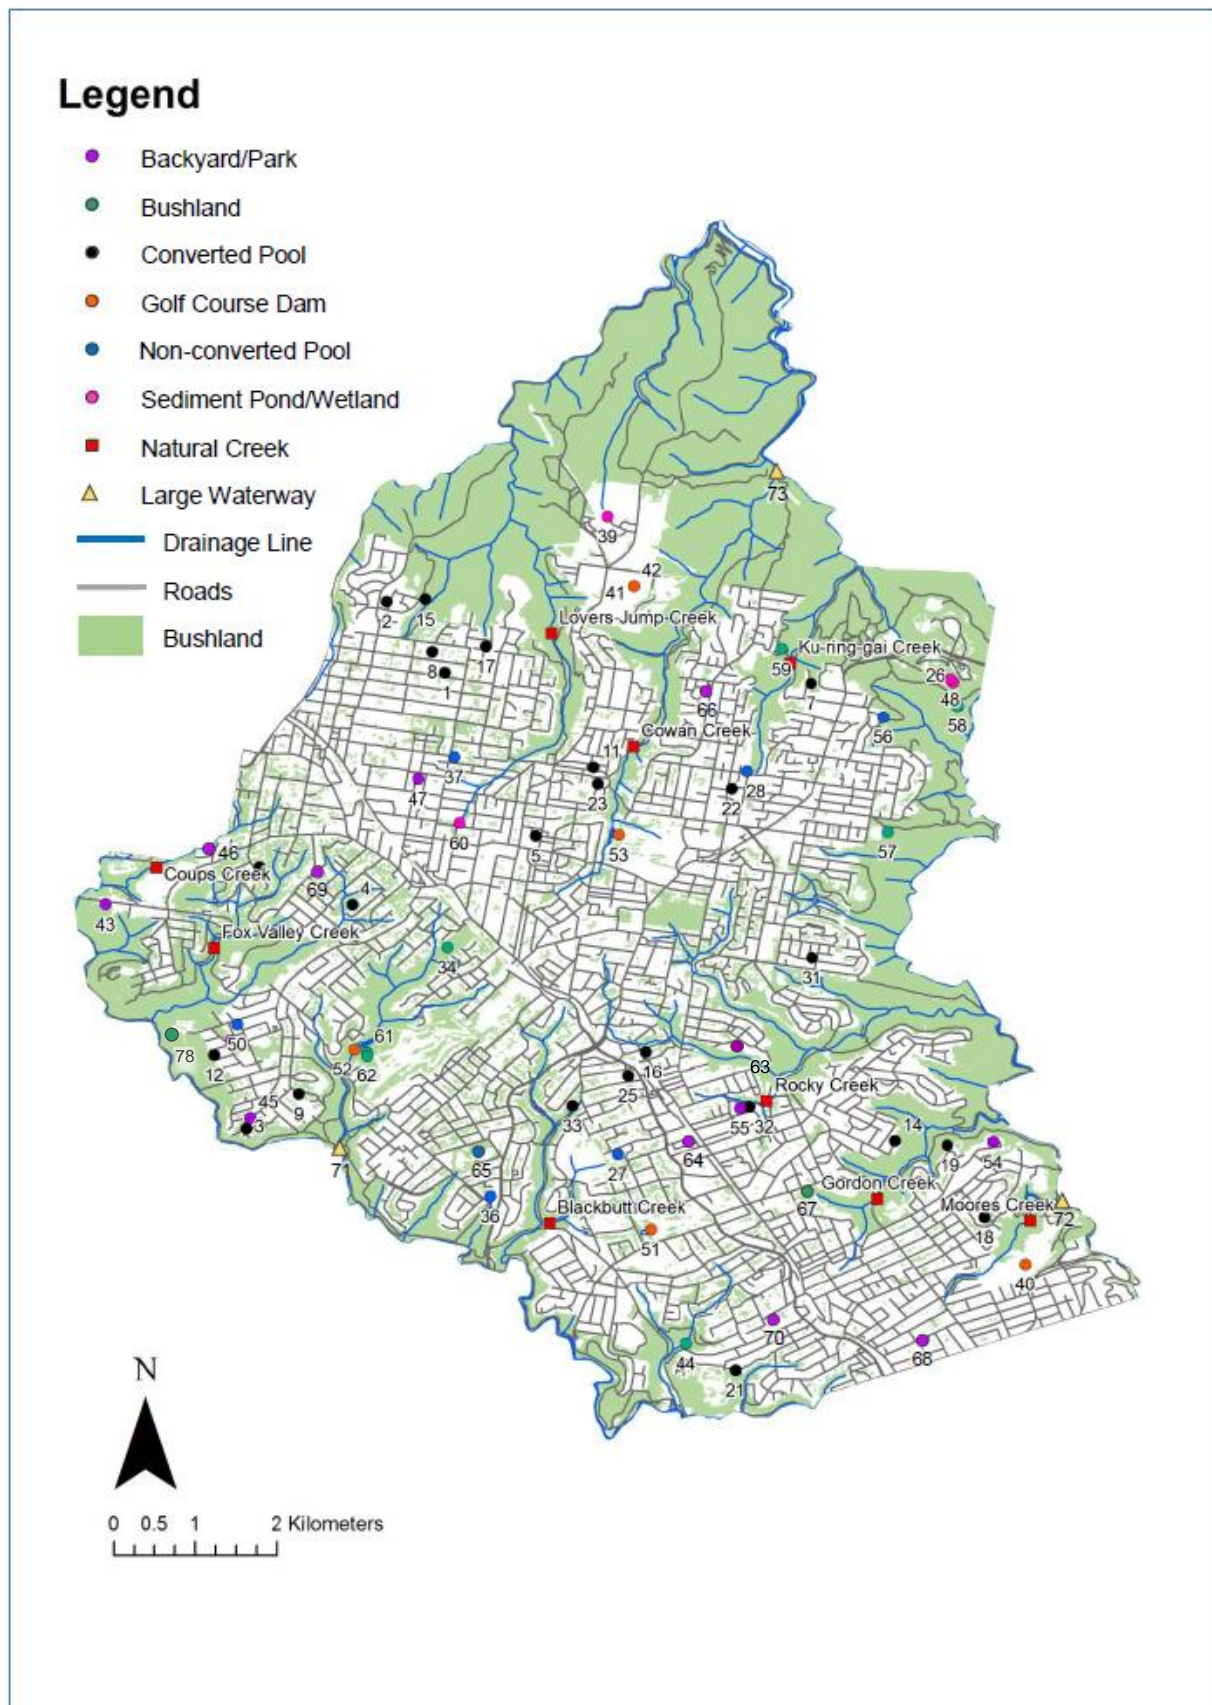 Legend
Backyard/Park
Bushland
Converted Pool
Golf Course Dam
Non-converted Pool
Sediment Pond/Wetland
Natural Creek
Large Waterway
Drainage Line
Roads
Bushland
73
39
42
41
2
15
Lovers Jump Creek
17
8
1
59
Ku-ring-gai Creek
7
26
48
58
66
56
Cowan Creek
11
37
47
23
28
22
60
5
53
57
46
Coups Creek
69
4
43
Fox Valley Creek
34
31
61
50
78
12
52
62
63
16
25
Rocky Creek
45
9
3
33
55
32
14
71
65
27
64
19
54
Gordon Creek
67
Moores Creek
72
36
Blackbutt Creek
18
51
40
70
68
44
21
N
0 0.5 1 2 Kilometers